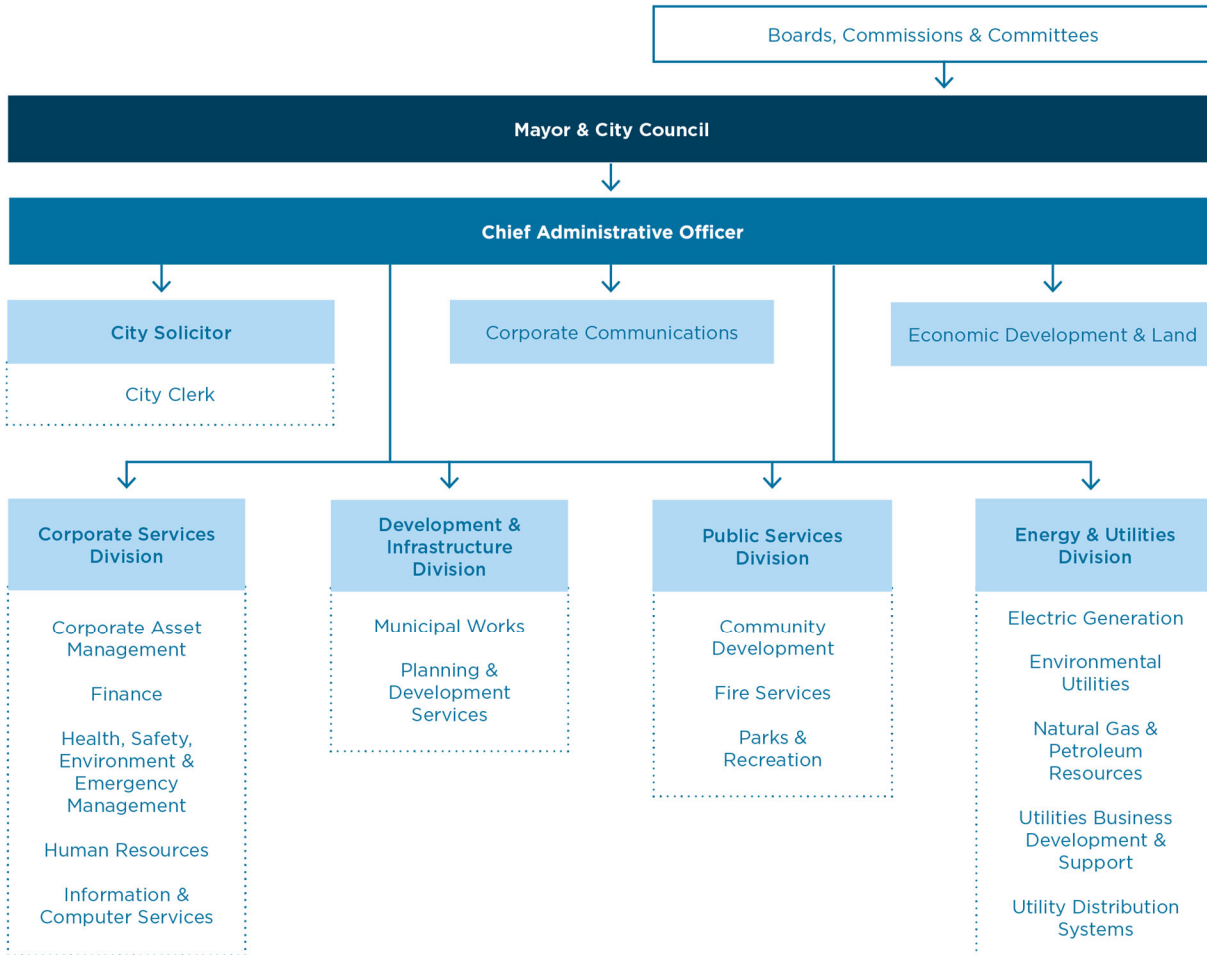 Boards, Commissions & Committees
Mayor & City Council
Chief Administrative Officer
City Solicitor
City Clerk
Corporate Communications
Economic Development & Land
Corporate Services
Division
Corporate Asset
Management
Finance
Health, Safety,
Environment &
Emergency
Management
Human Resources
Information &
Computer Services
Development &
Infrastructure
Division
Municipal Works
Planning &
Development
Services
Public Services
Division
Community
Development
Fire Services
Parks &
Recreation
Energy & Utilities
Division
Electric Generation
Environmental
Utilities
Natural Gas &
Petroleum
Resources
Utilities Business
Development &
Support
Utility Distribution
Systems